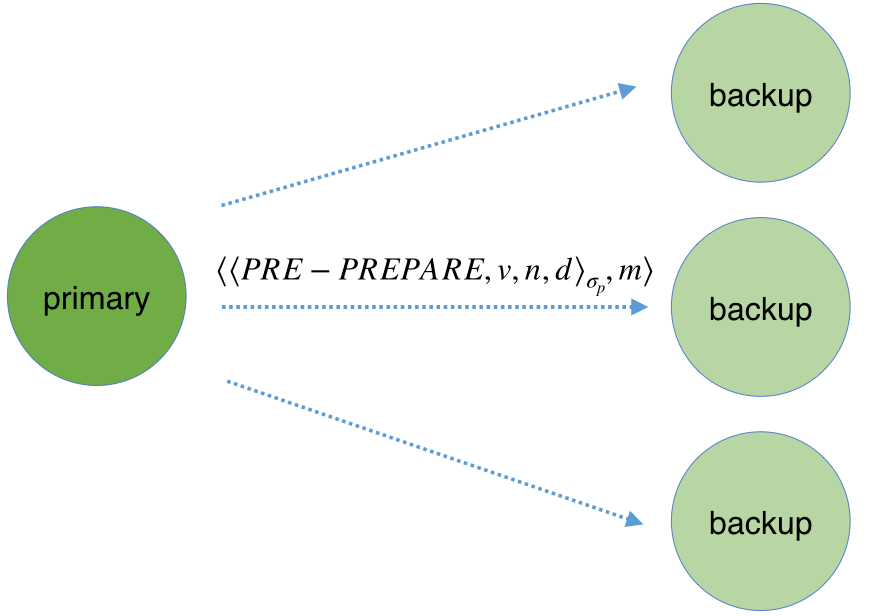 backup
⟨⟨PRE − PREPARE, v, n, d⟩σp, m⟩
primary
backup
backup